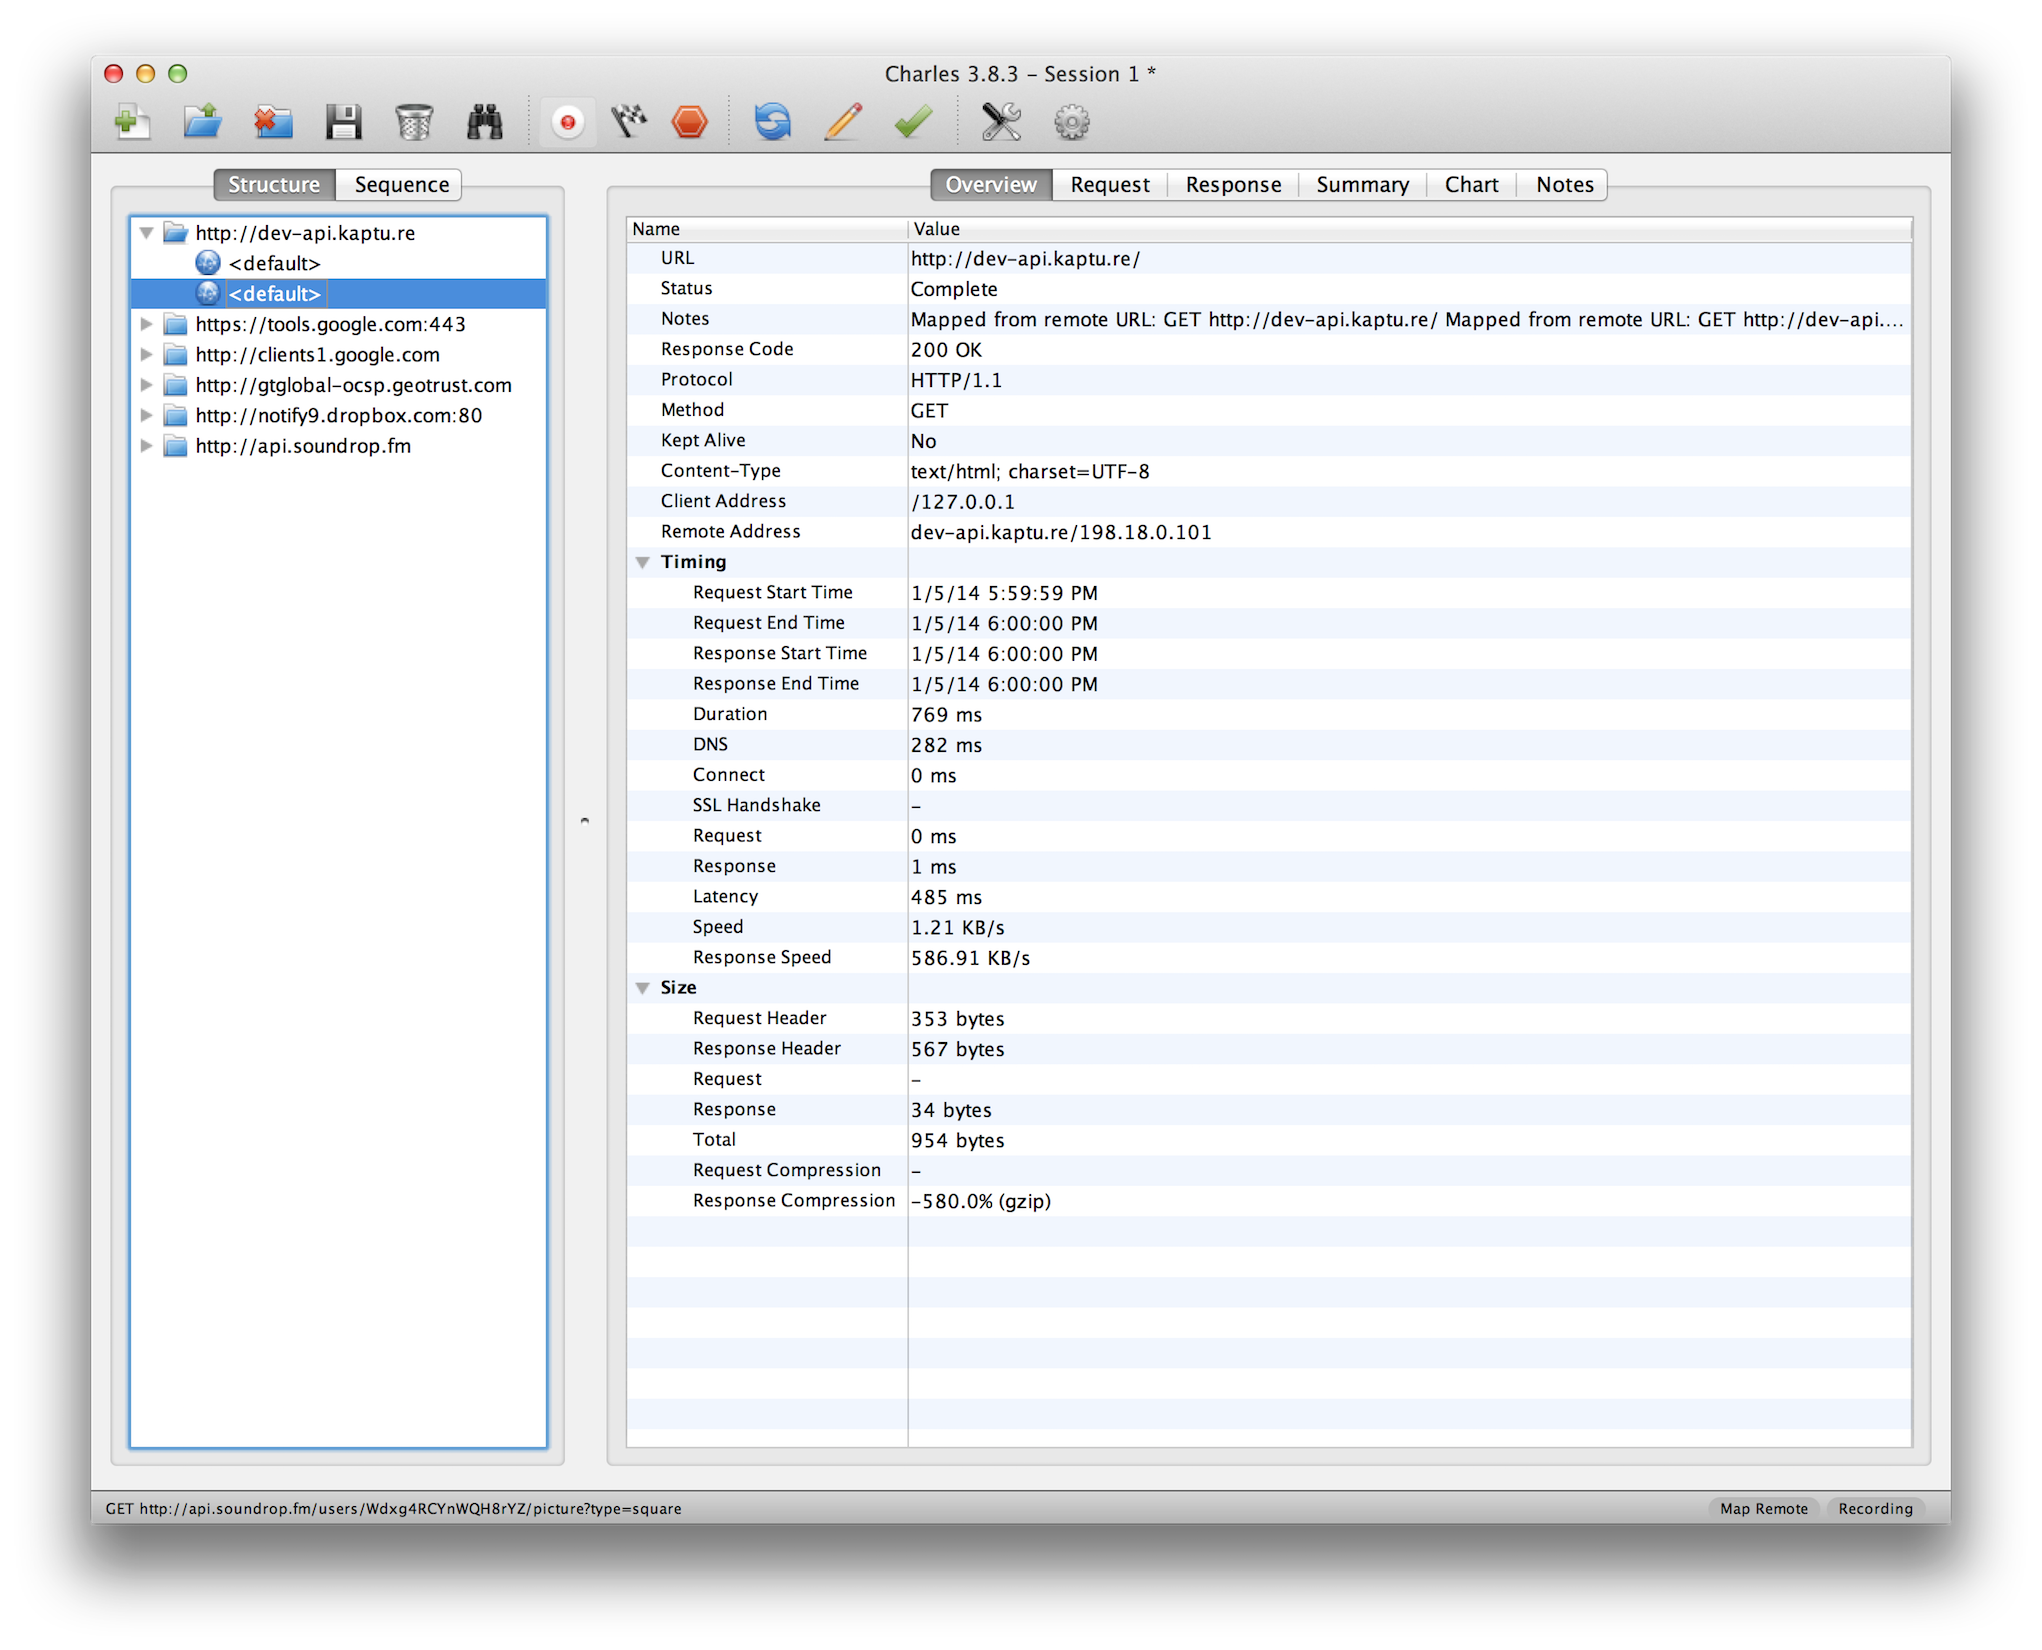 Charles 3.8.3 – Session 1 *
Structure Sequence
http://dev-api.kaptu.re
<default>
<default>
https://tools.google.com:443
http://clients1.google.com
http://gtglobal-ocsp.geotrust.com
http://notify9.dropbox.com:80
http://api.soundrop.fm
Overview Request Response Summary Chart Notes
Name Value
URL http://dev-api.kaptu.re/
Status Complete
Notes Mapped from remote URL: GET http://dev-api.kaptu.re/ Mapped from remote URL: GET http://dev-api....
Response Code 200 OK
Protocol HTTP/1.1
Method GET
Kept Alive No
Content-Type text/html; charset=UTF-8
Client Address /127.0.0.1
Remote Address dev-api.kaptu.re/198.18.0.101
Timing
Request Start Time 1/5/14 5:59:59 PM
Request End Time 1/5/14 6:00:00 PM
Response Start Time 1/5/14 6:00:00 PM
Response End Time 1/5/14 6:00:00 PM
Duration 769 ms
DNS 282 ms
Connect 0 ms
SSL Handshake –
Request 0 ms
Response 1 ms
Latency 485 ms
Speed 1.21 KB/s
Response Speed 586.91 KB/s
Size
Request Header 353 bytes
Response Header 567 bytes
Request –
Response 34 bytes
Total 954 bytes
Request Compression –
Response Compression -580.0% (gzip)
GET http://api.soundrop.fm/users/Wdxg4RCYnWQH8rYZ/picture?type=square
Map Remote Recording